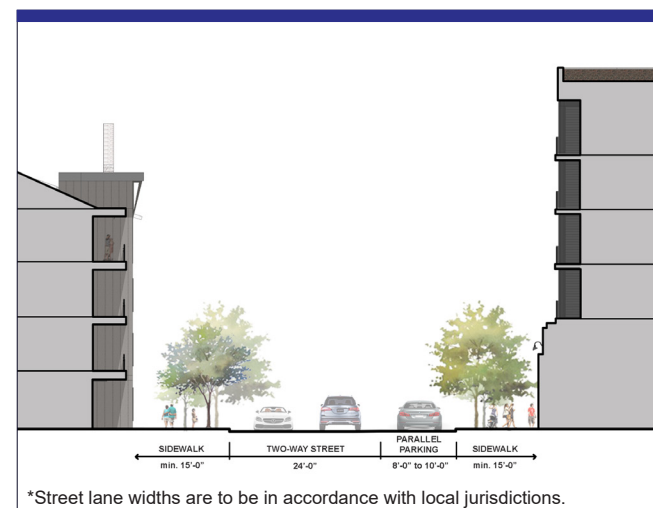 SIDEWALK
min. 15'-0"
TWO-WAY STREET
24'-0"
PARALLEL
PARKING
8'-0" to 10'-0"
SIDEWALK
min. 15'-0"
*Street lane widths are to be in accordance with local jurisdictions.